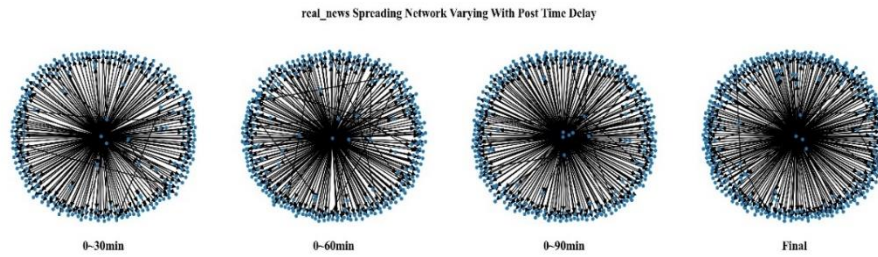 real_news Spreading Network Varying With Post Time Delay
0~30min
0~60min
0~90min
Final